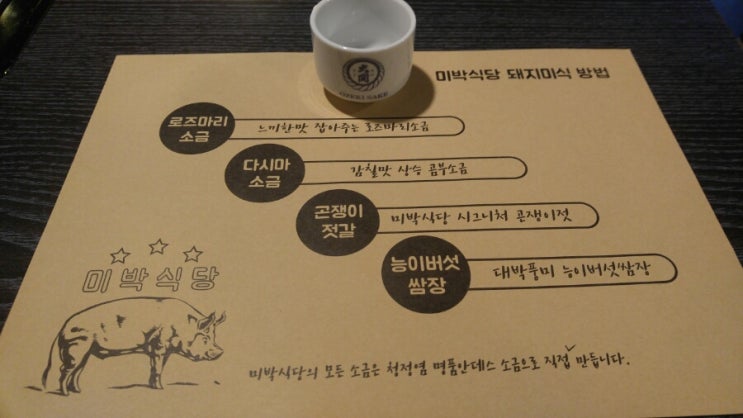 大関
OZEKI SAKE
미박식당 돼지미식 방법
로즈마리
소금
느끼한맛 잡아주는 로즈마리소금
다시마
소금
감칠맛 상승 콤부소금
곤쟁이
젓갈
미박식당 시그니처 곤쟁이젓
능이버섯
쌈장
대박풍미 능이버섯쌈장
미박식당
미박식당의 모든 소금은 청정염 명품안데스 소금으로 직접 만듭니다.